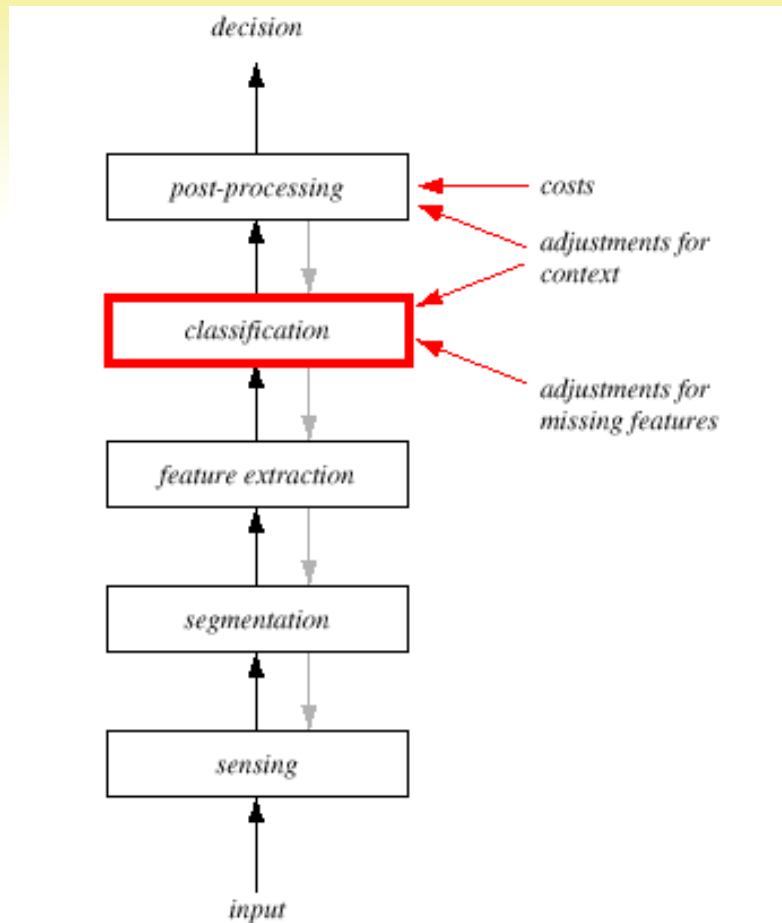 decision
post-processing
costs
adjustments for
context
classification
adjustments for
missing features
feature extraction
segmentation
sensing
input